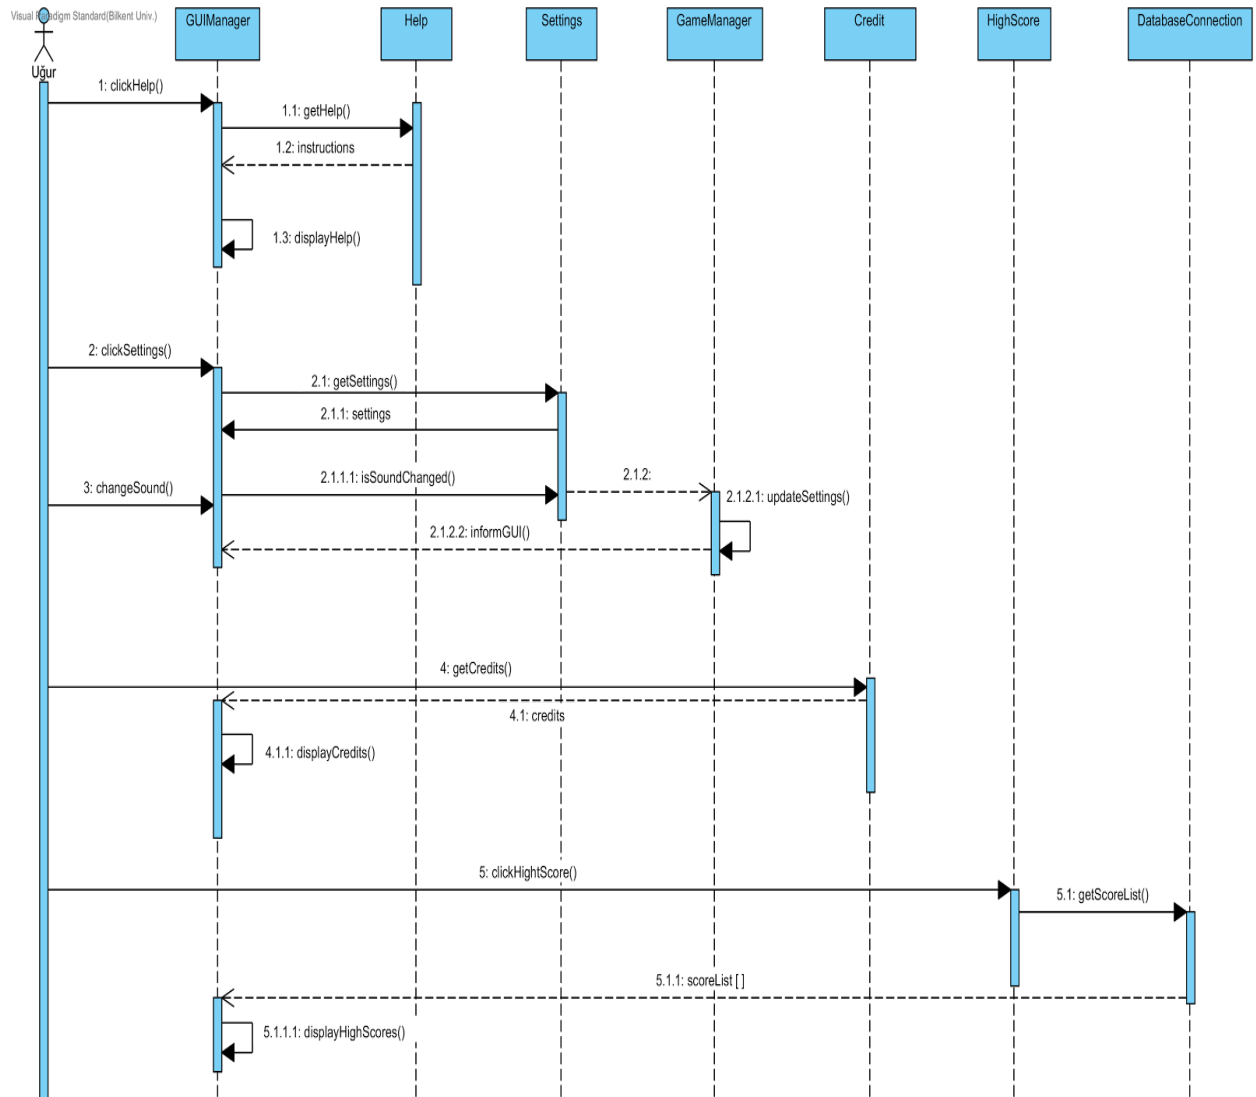 Visual Paradigm Standard(Bilkent Univ.)
GUIManager
Help
Settings
GameManager
Credit
HighScore
DatabaseConnection
Uğur
1: clickHelp()
1.1: getHelp()
1.2: instructions
1.3: displayHelp()
2: clickSettings()
2.1: getSettings()
2.1.1: settings
3: changeSound()
2.1.1.1: isSoundChanged()
2.1.2:
2.1.2.1: updateSettings()
2.1.2.2: informGUI()
4: getCredits()
4.1: credits
4.1.1: displayCredits()
5: clickHightScore()
5.1: getScoreList()
5.1.1: scoreList [ ]
5.1.1.1: displayHighScores()